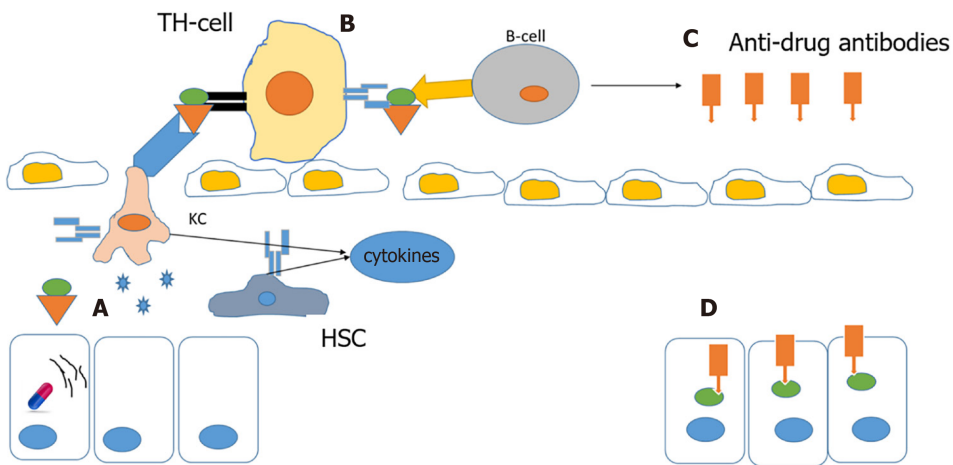 TH-cell
B
B-cell
C
Anti-drug antibodies
KC
cytokines
A
HSC
D